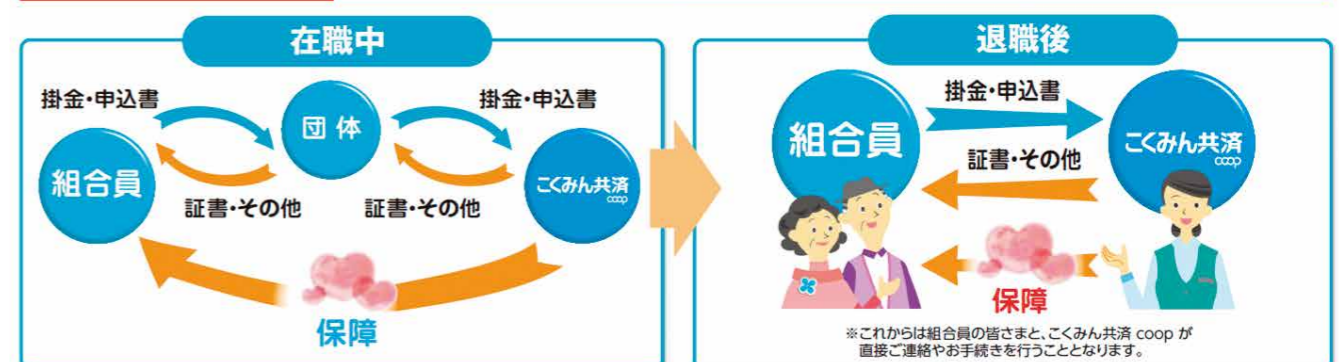 在職中
掛金・申込書
掛金・申込書
団体
組合員
こくみん共済
coop
証書・その他
証書・その他
保障
退職後
掛金・申込書
組合員
こくみん共済
coop
証書・その他
保障
※これからは組合員の皆さまと、こくみん共済 coop が
直接ご連絡やお手続きを行うこととなります。